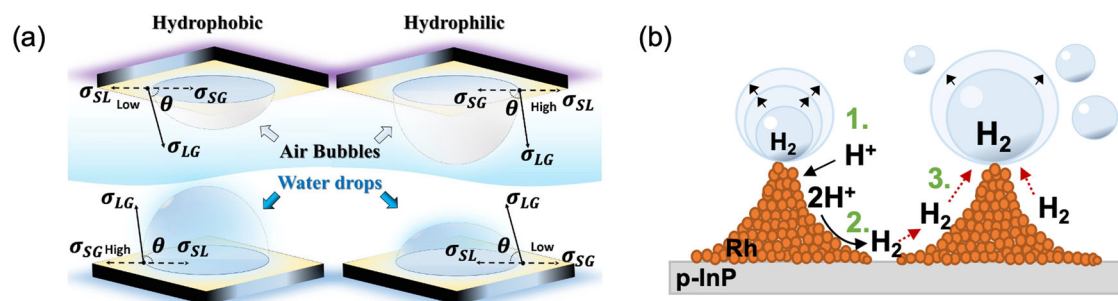 (a)
Hydrophobic
Hydrophilic
σSL
Low
θ
σSG
σLG
σSG
θ
High
σSL
σLG
Air Bubbles
Water drops
σLG
σSG
High
θ
σSL
σLG
σSL
θ
Low
σSG
(b)
H2
1.
H+
2H+
2.
H2
Rh
p-InP
H2
3.
H2
H2